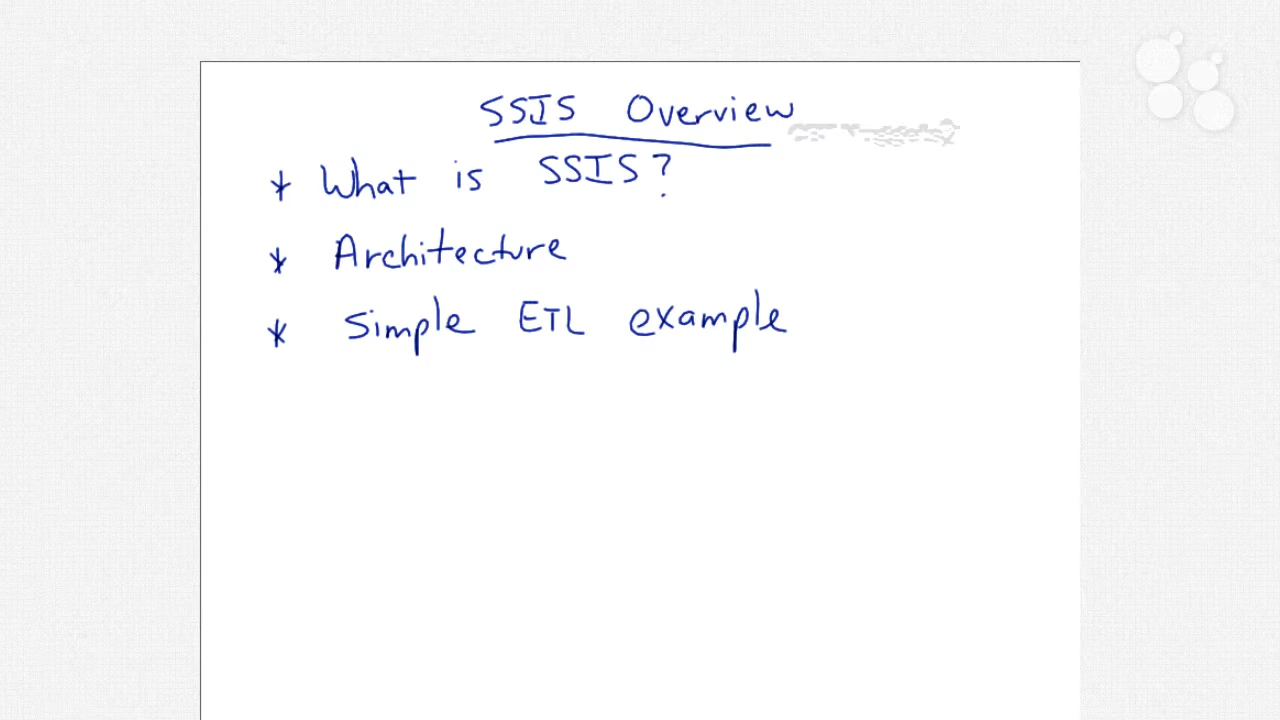 SSIS Overview
* What is SSIS?
* Architecture
* Simple ETL example